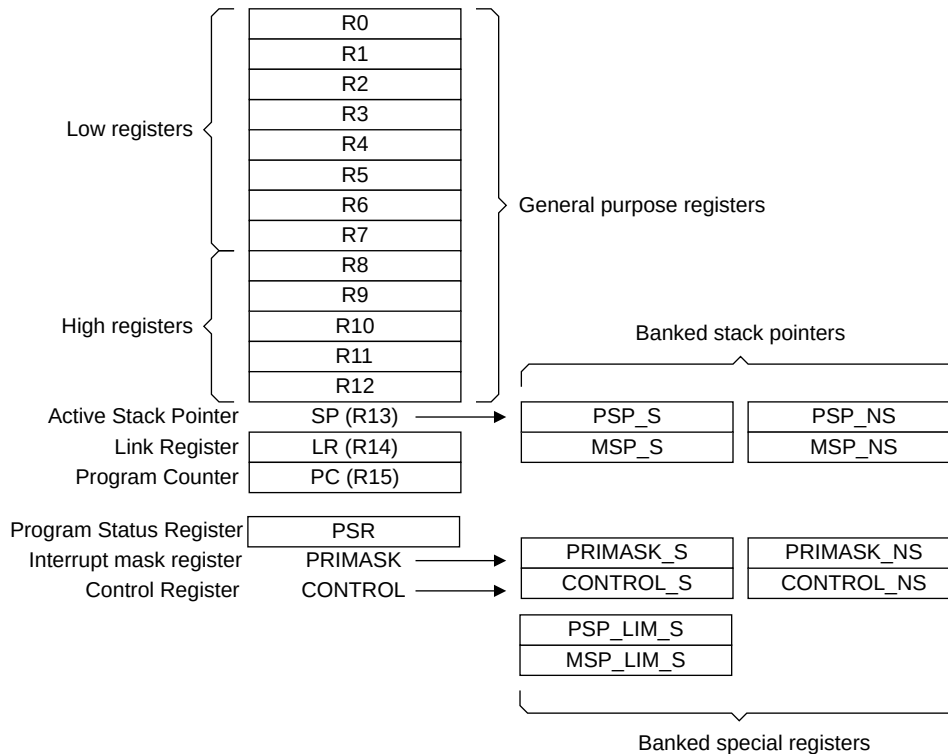 R0
R1
R2
R3
Low registers
R4
R5
R6
General purpose registers
R7
R8
R9
High registers
R10
Banked stack pointers
R11
R12
Active Stack Pointer SP (R13) PSP_S PSP_NS
Link Register LR (R14) MSP_S MSP_NS
Program Counter PC (R15)
Program Status Register PSR
Interrupt mask register PRIMASK PRIMASK_S PRIMASK_NS
Control Register CONTROL CONTROL_S CONTROL_NS
PSP_LIM_S
MSP_LIM_S
Banked special registers